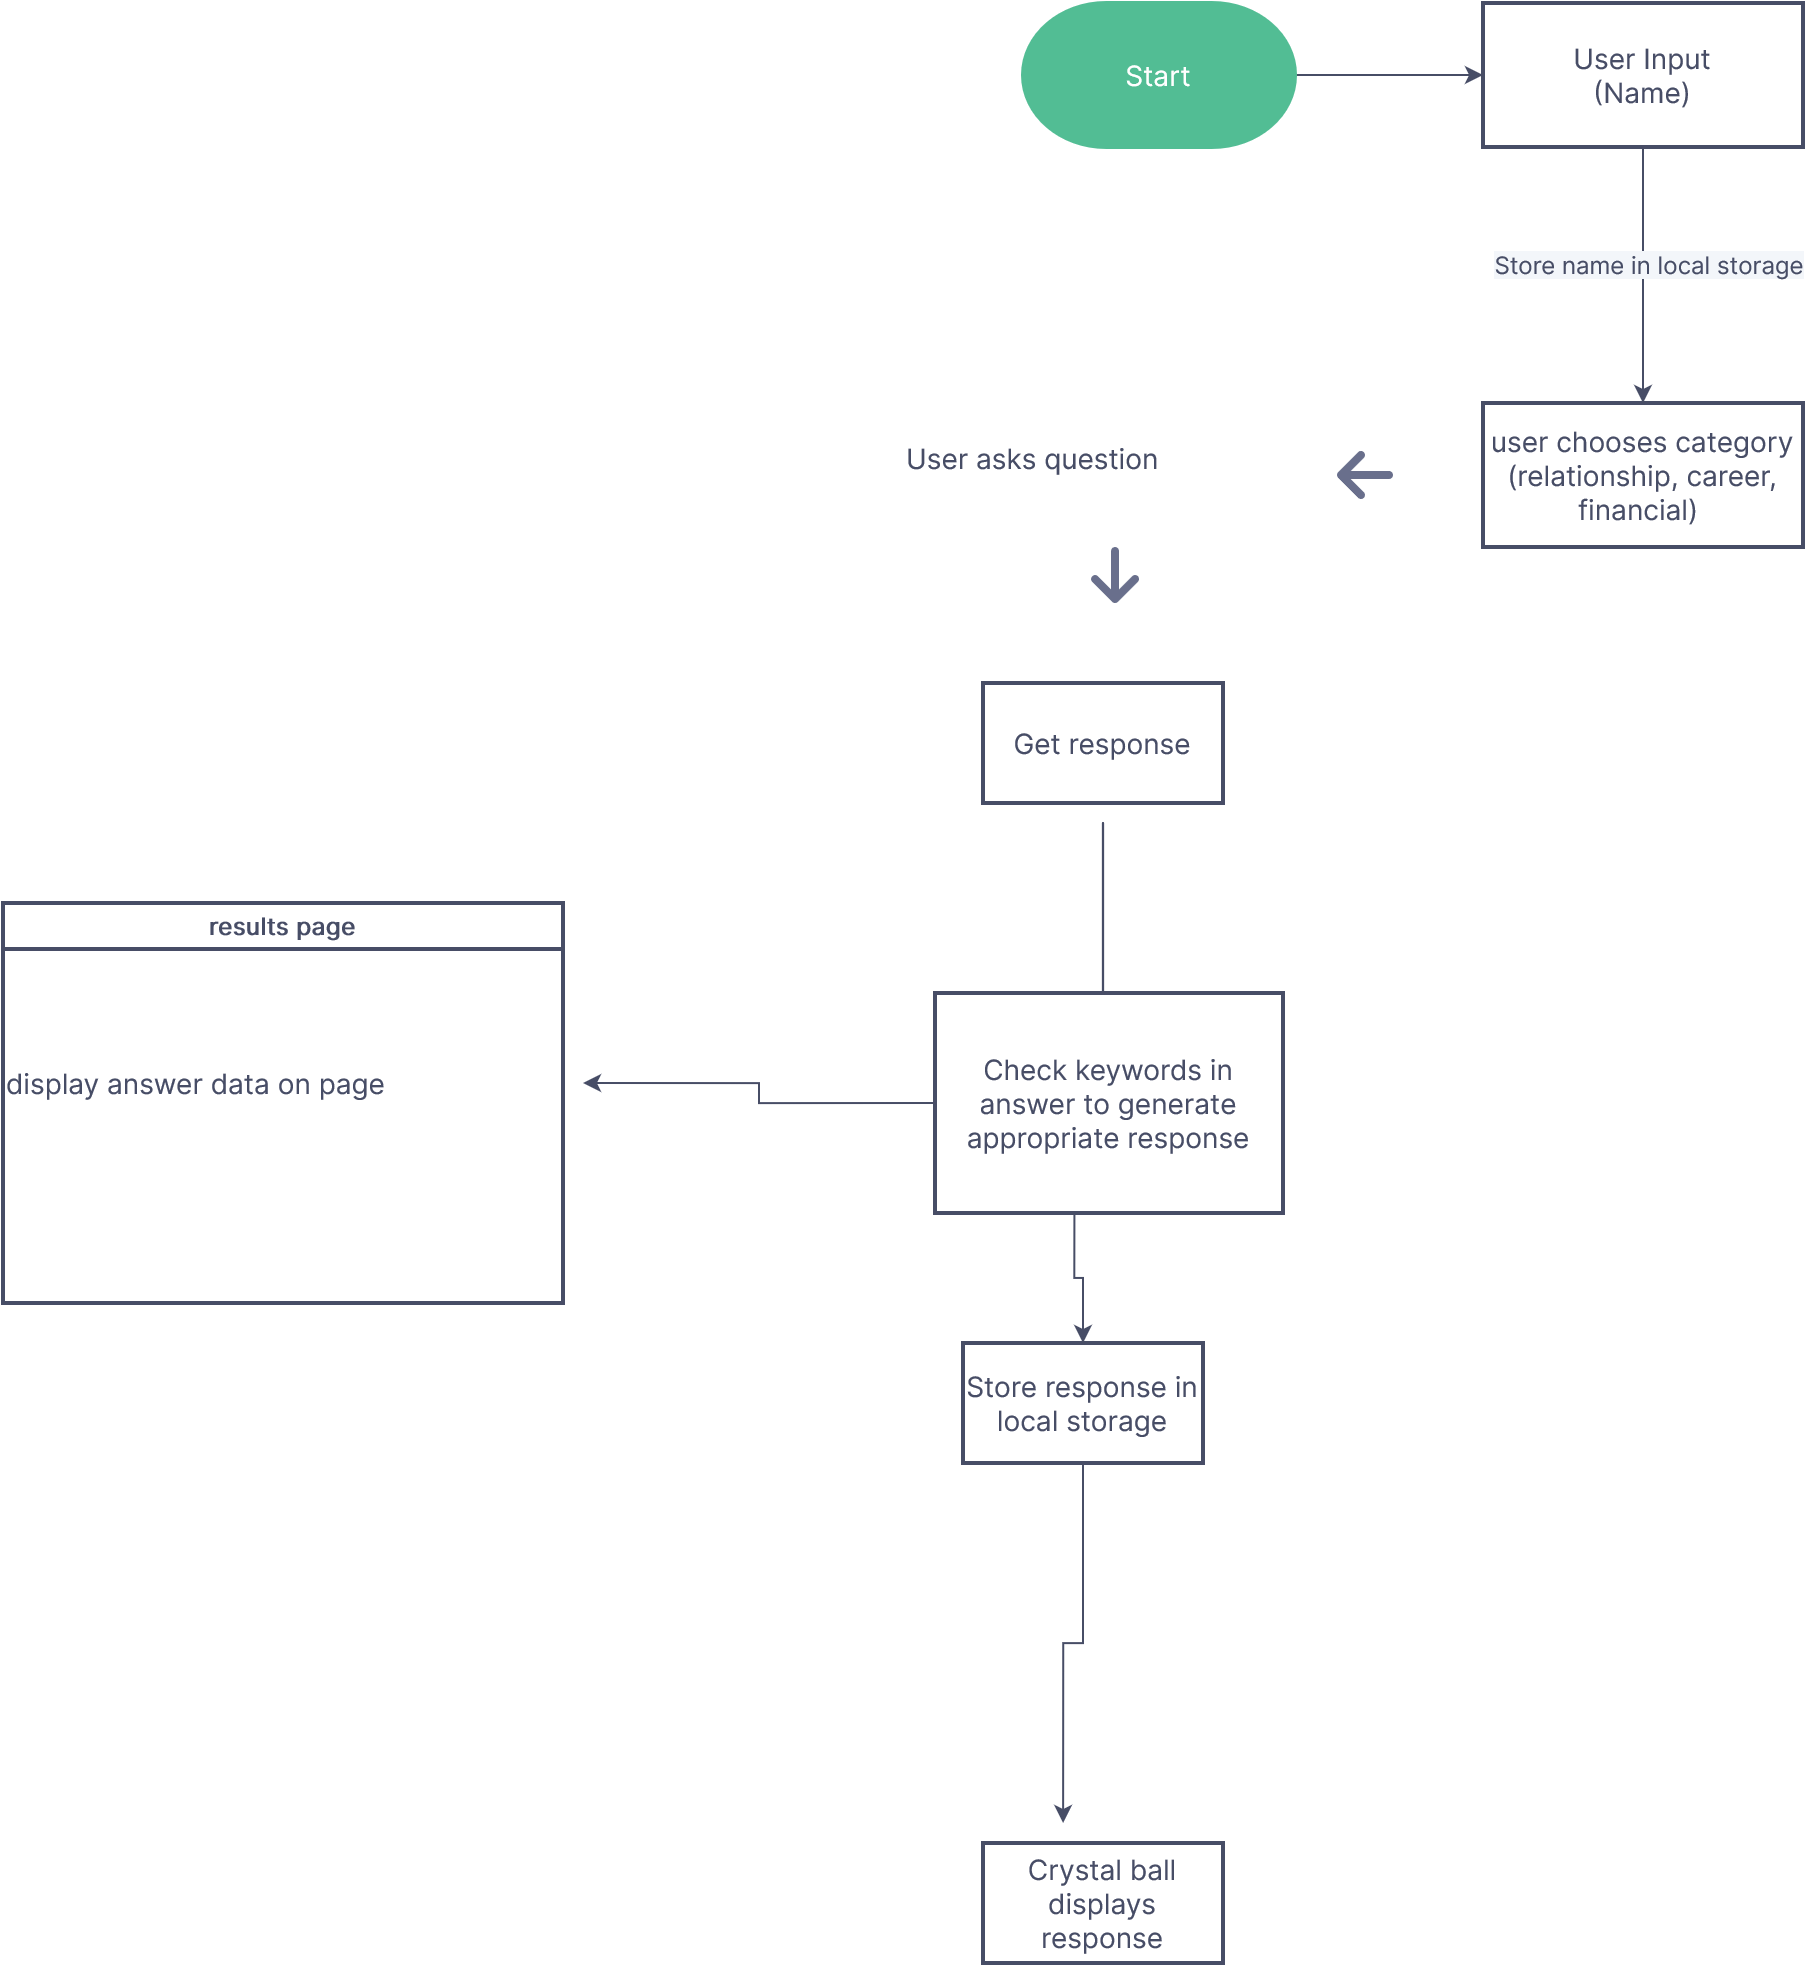 Start
User Input
(Name)
Store name in local storage
user chooses category
(relationship, career,
financial)
User asks question
Get response
results page
display answer data on page
Check keywords in
answer to generate
appropriate response
Store response in
local storage
Crystal ball
displays
response